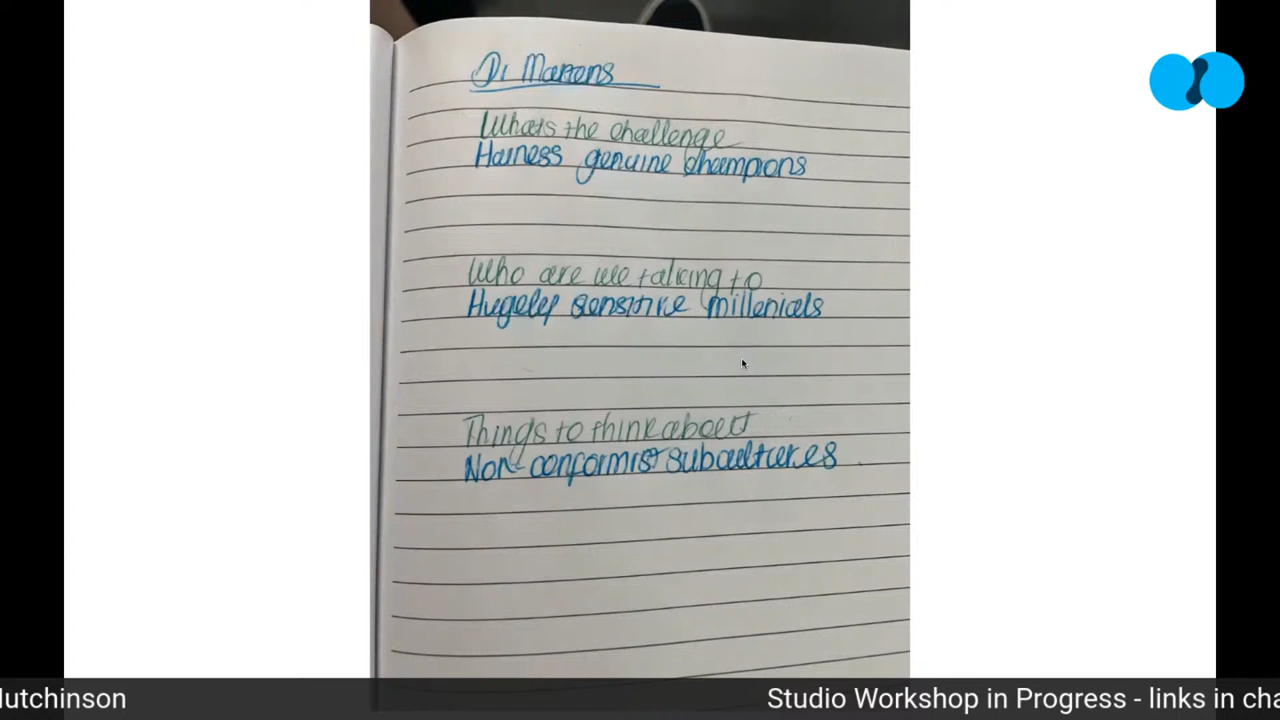 Dr Martens
Whats the challenge
Harness genuine champions
Who are we talking to
Hugely sensitive millenials
Things to think about
Non-conformist subcultures
Hutchinson
Studio Workshop in Progress - links in cha